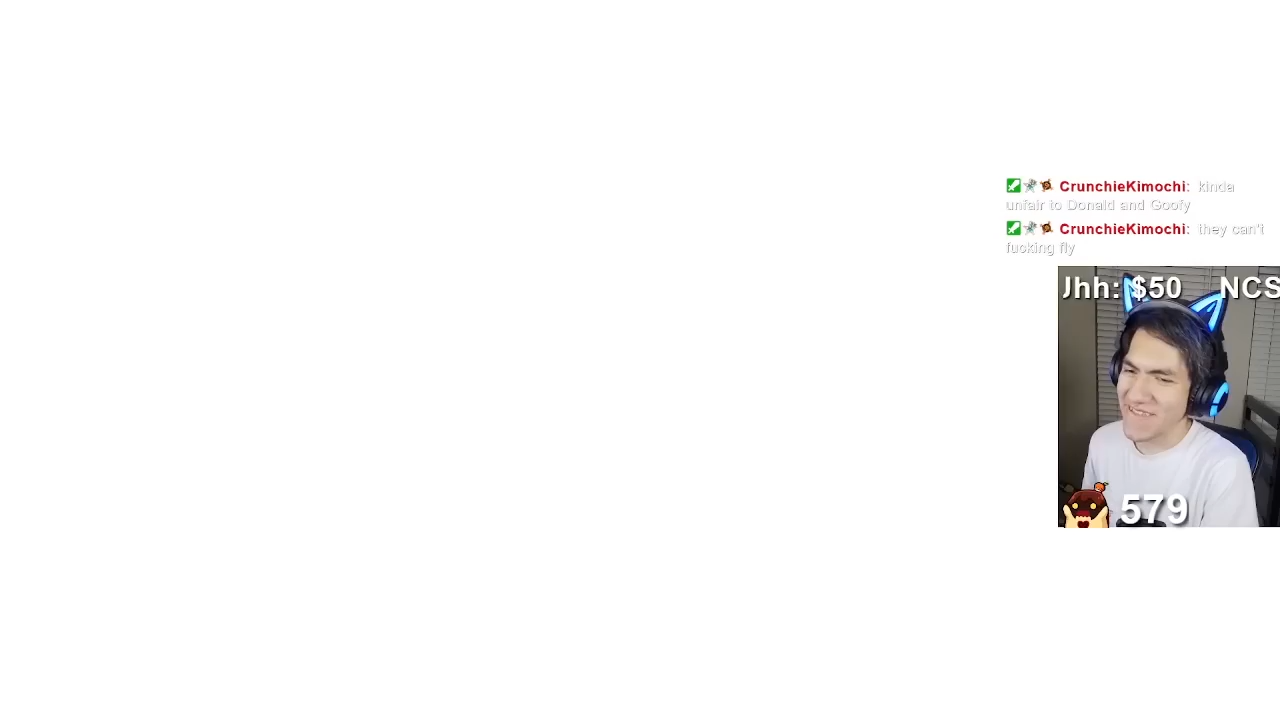 CrunchieKimochi: kinda
unfair to Donald and Goofy
CrunchieKimochi: they can't
fucking fly
Jhh: $50 NCS
579